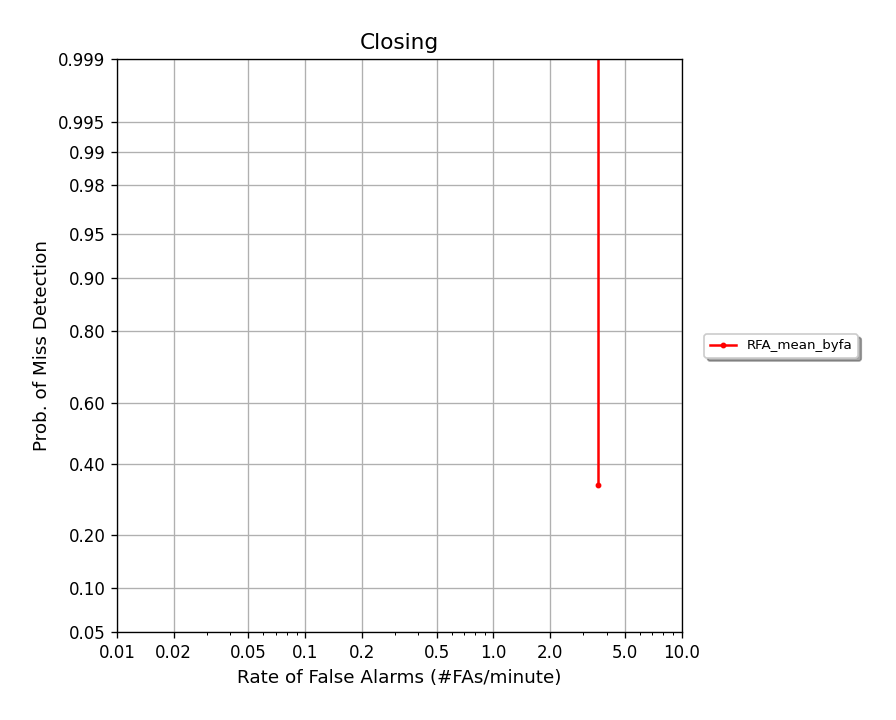 Closing
0.999
0.995
0.99
0.98
0.95
0.90
0.80
0.60
0.40
0.20
0.10
0.05
Prob. of Miss Detection
0.01 0.02 0.05 0.1 0.2 0.5 1.0 2.0 5.0 10.0
Rate of False Alarms (#FAs/minute)
RFA_mean_byfa